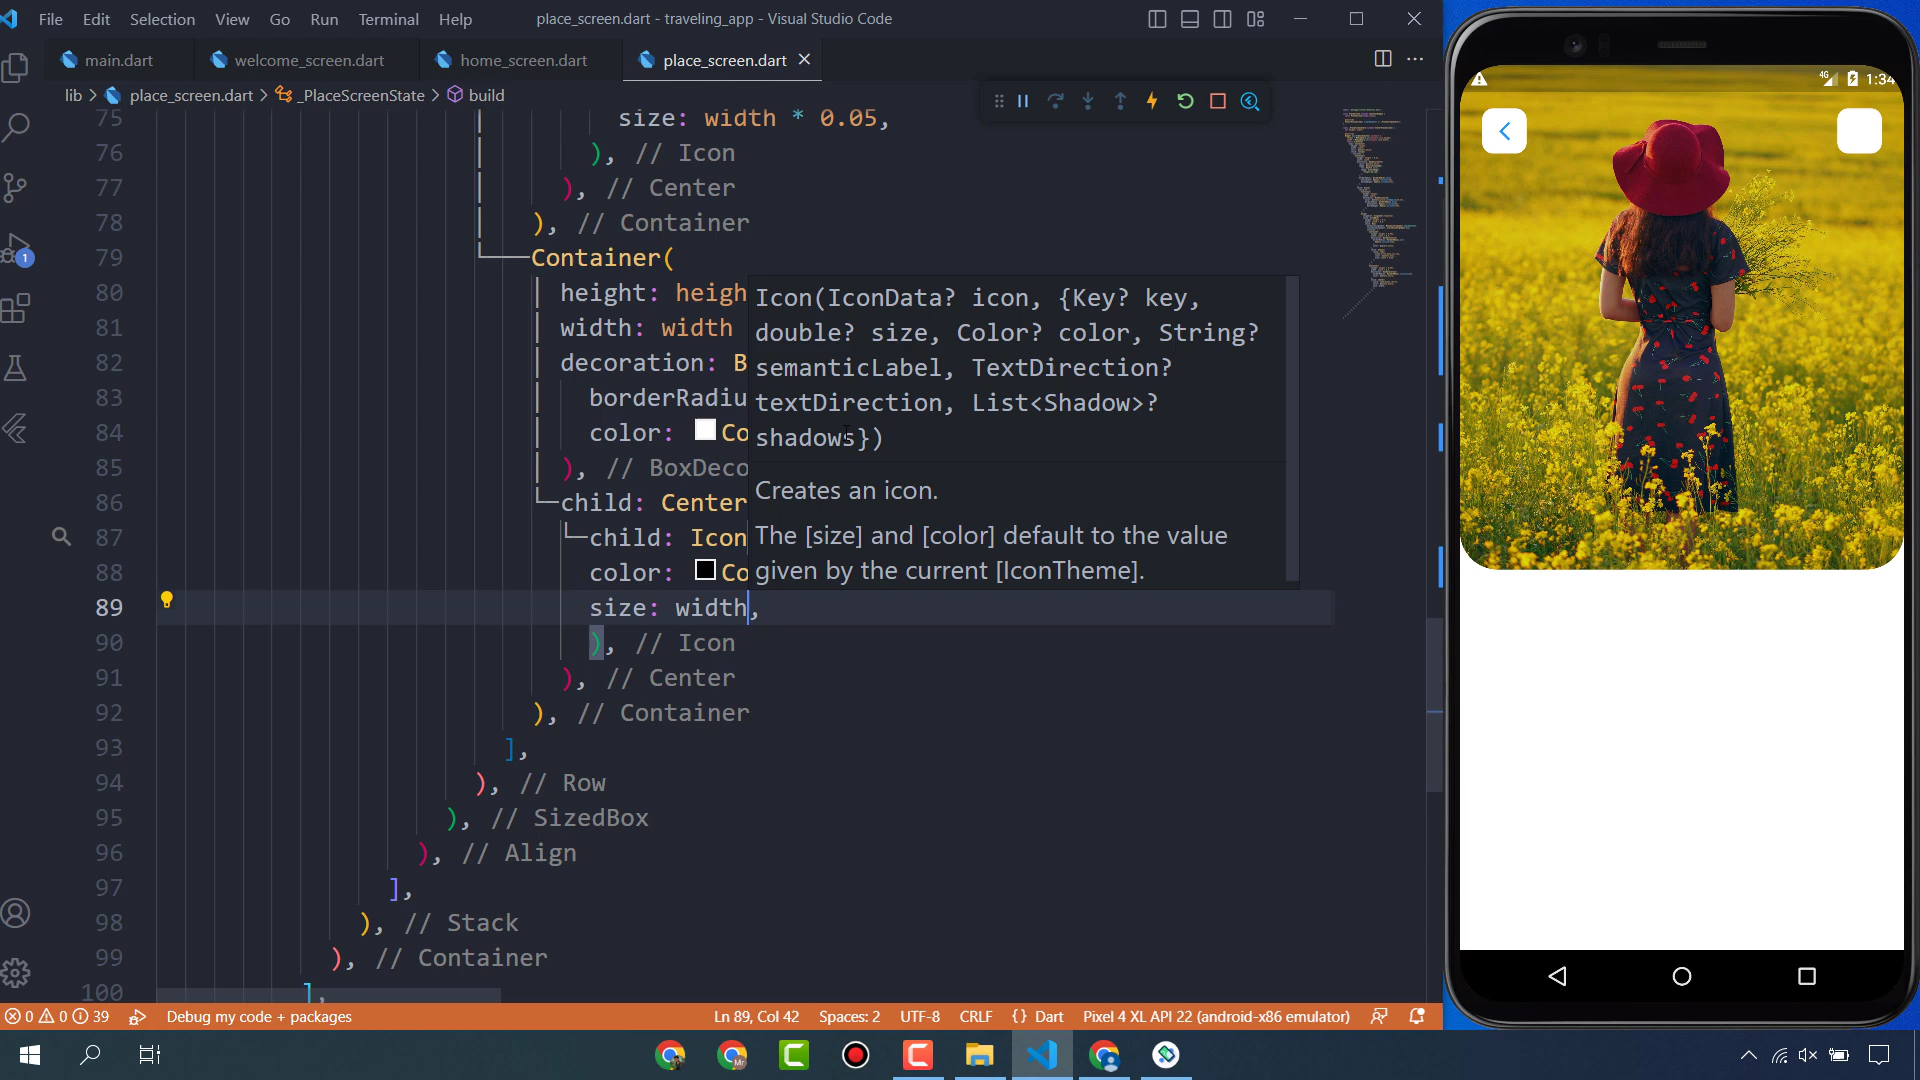 File Edit Selection View Go Run Terminal Help
place_screen.dart - traveling_app - Visual Studio Code
main.dart
welcome_screen.dart
home_screen.dart
place_screen.dart
lib > place_screen.dart > _PlaceScreenState > build
75 size: width * 0.05,
76 ), // Icon
77 ), // Center
78 ), // Container
79 Container(
80 height: heigh
81 width: width
82 decoration: B
83 borderRadiu
84 color: Co
85 ), // BoxDeco
86 child: Center
87 child: Icon
88 color: Co
89 size: width,
90 ), // Icon
91 ), // Center
92 ), // Container
93 ],
94 ), // Row
95 ), // SizedBox
96 ), // Align
97 ],
98 ), // Stack
99 ), // Container
100 ],
Icon(IconData? icon, {Key? key,
double? size, Color? color, String?
semanticLabel, TextDirection?
textDirection, List<Shadow>?
shadows})
Creates an icon.
The [size] and [color] default to the value
given by the current [IconTheme].
1
4G 1:34
0 0 39 Debug my code + packages
Ln 89, Col 42 Spaces: 2 UTF-8 CRLF {} Dart Pixel 4 XL API 22 (android-x86 emulator)